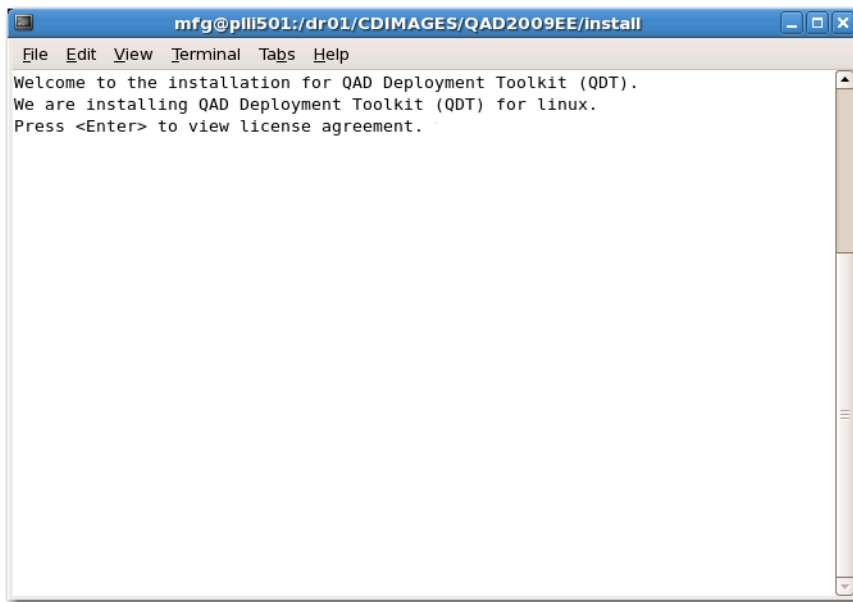 mfg@plli501:/dr01/CDIMAGES/QAD2009EE/install
File Edit View Terminal Tabs Help
Welcome to the installation for QAD Deployment Toolkit (QDT).
We are installing QAD Deployment Toolkit (QDT) for linux.
Press <Enter> to view license agreement.